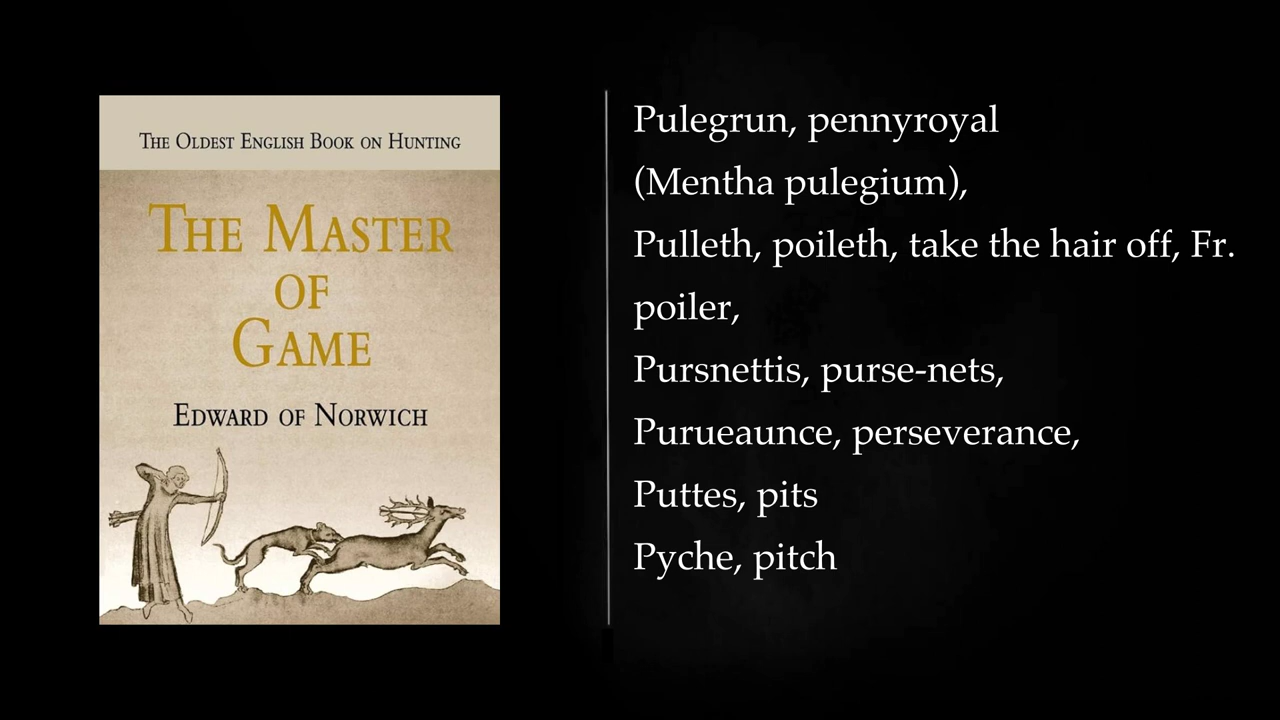 The Oldest English Book on Hunting
The Master
of
Game
Edward of Norwich
Pulegrun, pennyroyal
(Mentha pulegium),
Pulleth, poileth, take the hair off, Fr.
poiler,
Pursnettis, purse-nets,
Purueaunce, perseverance,
Puttes, pits
Pyche, pitch